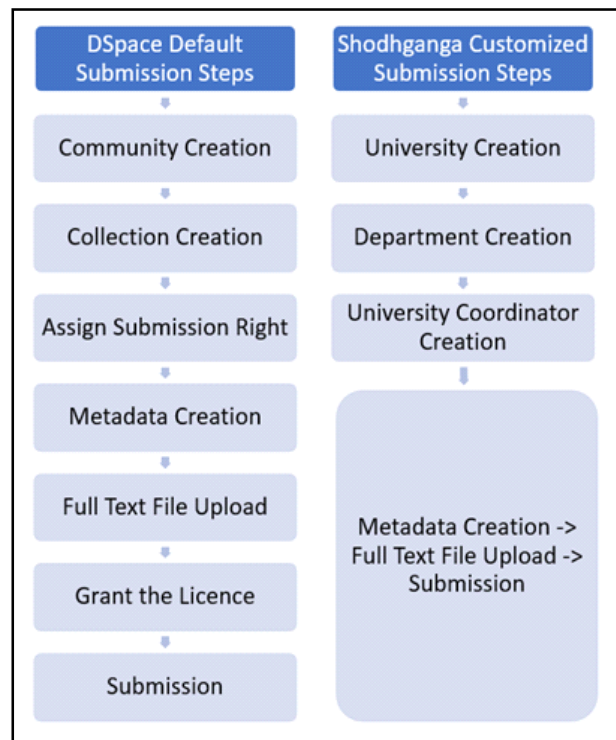 DSpace Default
Submission Steps
Community Creation
Collection Creation
Assign Submission Right
Metadata Creation
Full Text File Upload
Grant the Licence
Submission
Shodhganga Customized
Submission Steps
University Creation
Department Creation
University Coordinator
Creation
Metadata Creation ->
Full Text File Upload ->
Submission